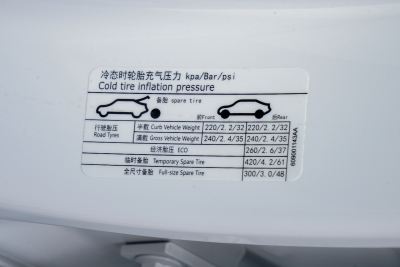 冷态时轮胎充气压力 kpa/Bar/psi
Cold tire inflation pressure
备胎 spare tire
前Front 后Rear
行驶胎压 Road Tyres 半载 Curb Vehicle Weight 220/2.2/32 220/2.2/32
满载 Gross Vehicle Weight 240/2.4/35 240/2.4/35
经济胎压 ECO 260/2.6/37
临时备胎 Temporary Spare Tire 420/4.2/61
全尺寸备胎 Full-size Spare Tire 300/3.0/48